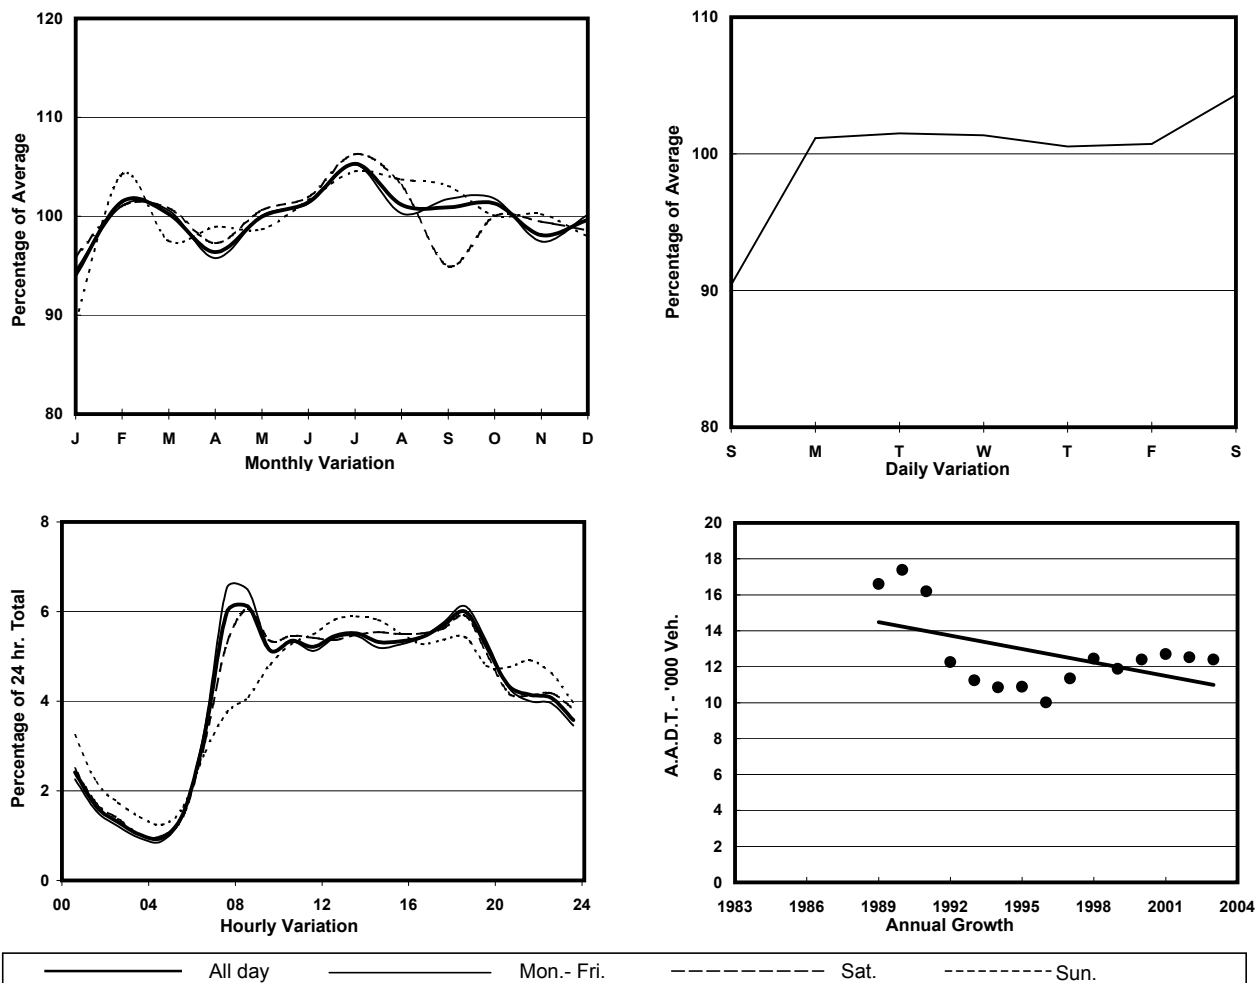 120
110
100
90
80
Percentage of Average
J F M A M J J A S O N D
Monthly Variation
110
100
90
80
Percentage of Average
S M T W T F S
Daily Variation
8
6
4
2
0
Percentage of 24 hr. Total
00 04 08 12 16 20 24
Hourly Variation
20
18
16
14
12
10
8
6
4
2
0
A.A.D.T. - '000 Veh.
1983 1986 1989 1992 1995 1998 2001 2004
Annual Growth
All day Mon.- Fri. Sat. Sun.